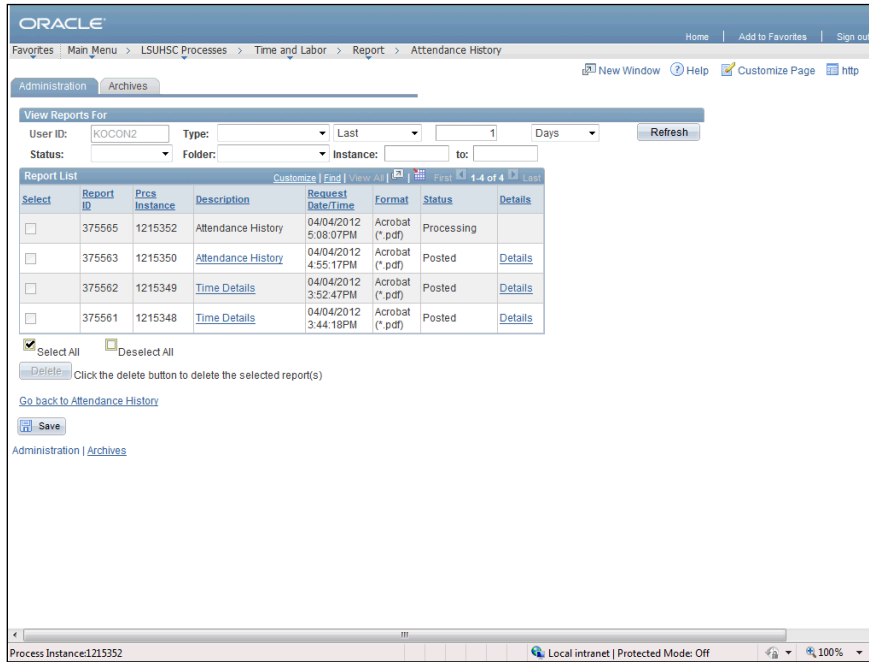 ORACLE
Home | Add to Favorites | Sign out
Favorites Main Menu > LSUHSC Processes > Time and Labor > Report > Attendance History
New Window Help Customize Page http
Administration Archives
View Reports For
User ID: KOCON2 Type: Last 1 Days Refresh
Status: Folder: Instance: to:
Report List Customize | Find | View All | First 1-4 of 4 Last
Select Report ID Prcs Instance Description Request Date/Time Format Status Details
375565 1215352 Attendance History 04/04/2012 5:08:07PM Acrobat (*.pdf) Processing
375563 1215350 Attendance History 04/04/2012 4:55:17PM Acrobat (*.pdf) Posted Details
375562 1215349 Time Details 04/04/2012 3:52:47PM Acrobat (*.pdf) Posted Details
375561 1215348 Time Details 04/04/2012 3:44:18PM Acrobat (*.pdf) Posted Details
Select All Deselect All
Delete Click the delete button to delete the selected report(s)
Go back to Attendance History
Save
Administration | Archives
Process Instance:1215352 Local intranet | Protected Mode: Off 100%